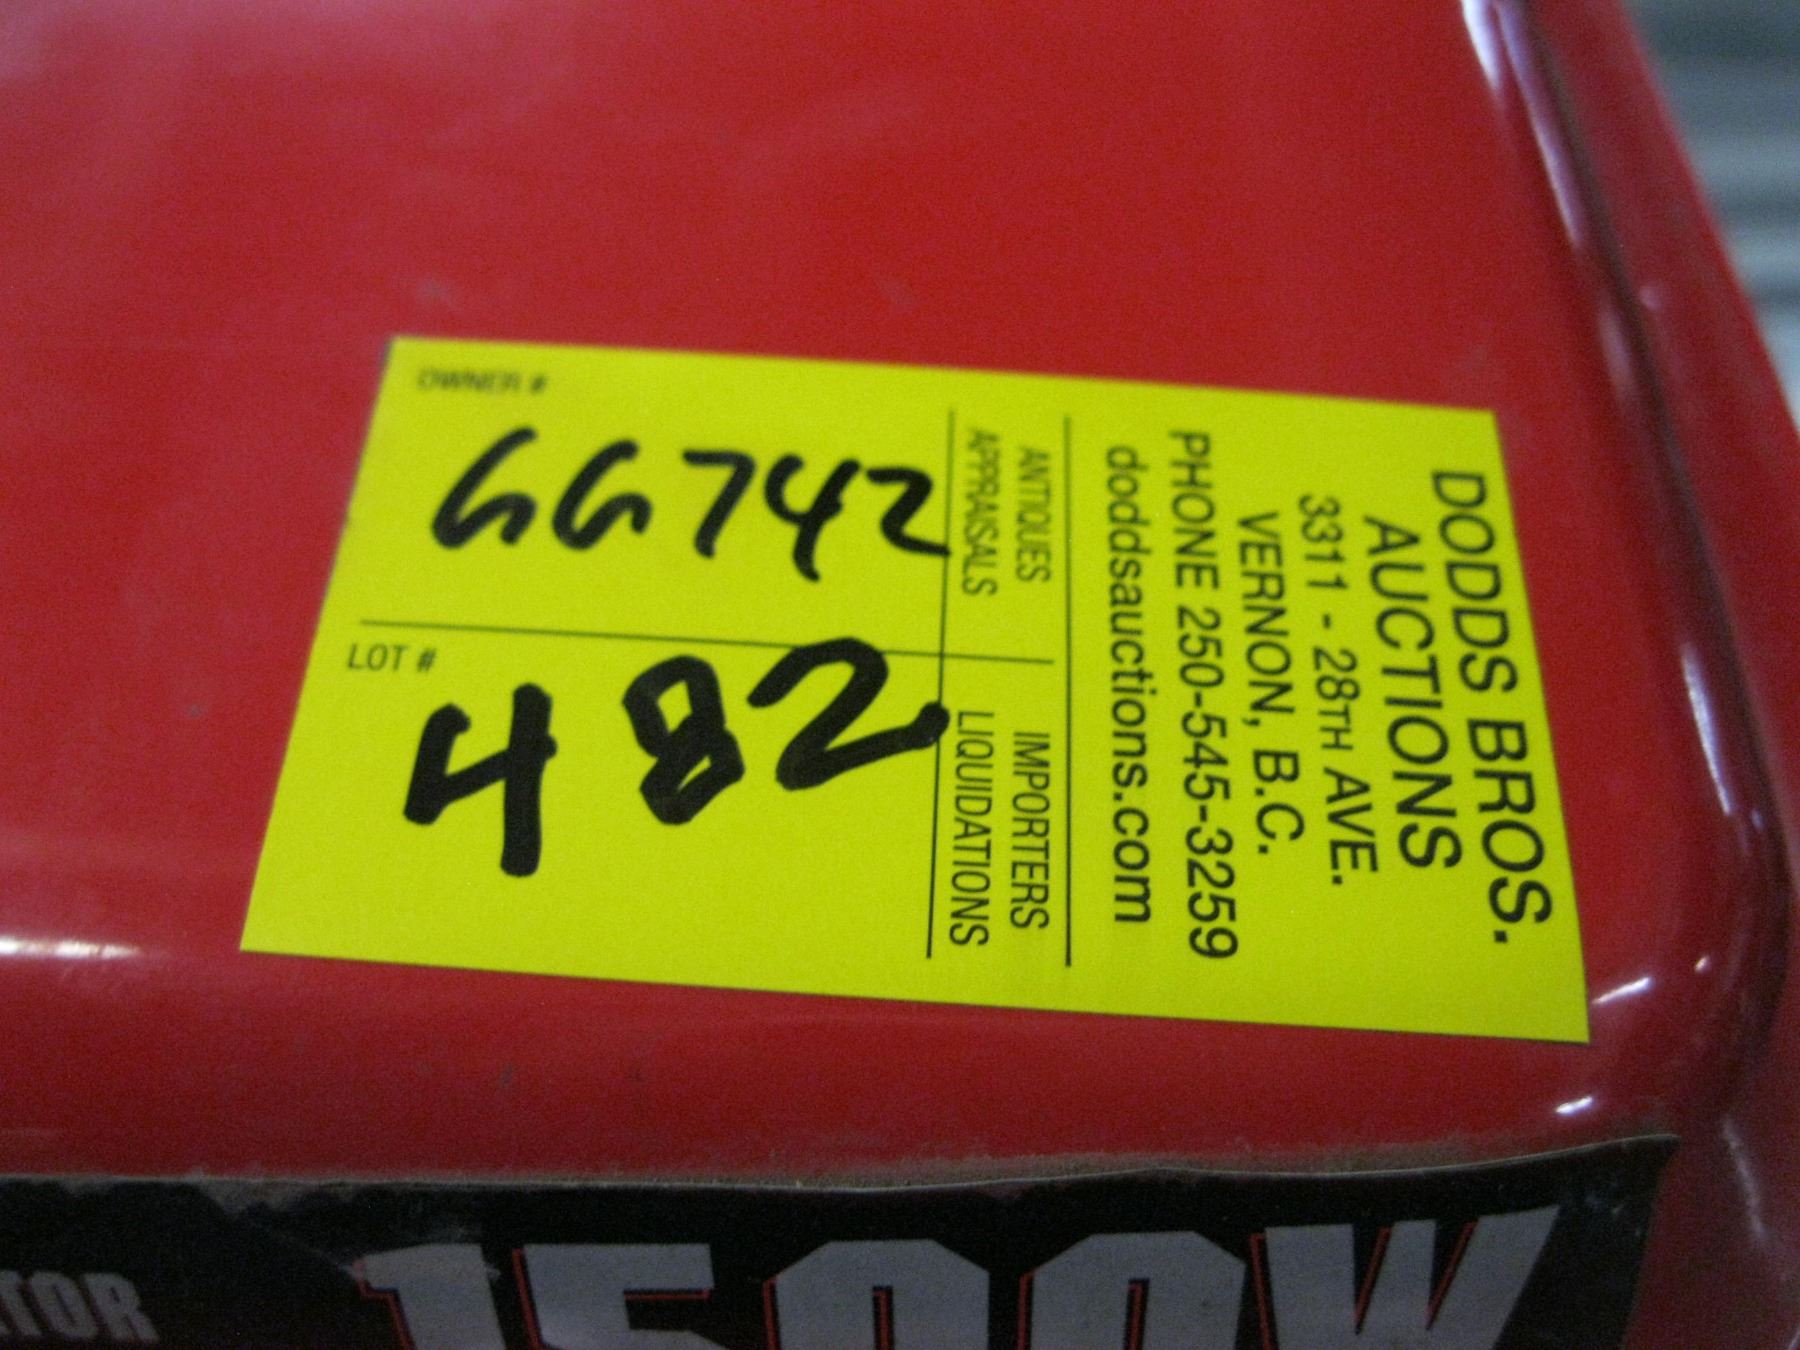 DODDS BROS.
AUCTIONS
3311 - 28TH AVE.
VERNON, B.C.
PHONE 250-545-3259
doddsauctions.com
ANTIQUES IMPORTERS
APPRAISALS LIQUIDATIONS
OWNER #
66742
LOT #
482
TOR 1500W